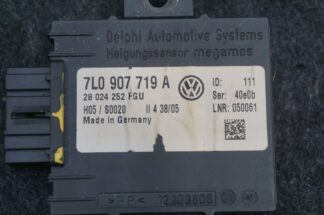 Delphi Automotive Systems
Neigungssensor megamos
7L0 907 719 A
28 024 252 FGU
H05 / S0020 II 4 38/05
Made in Germany
ID: 111
Ser: 40e0b
LNR: 050061
>PP<